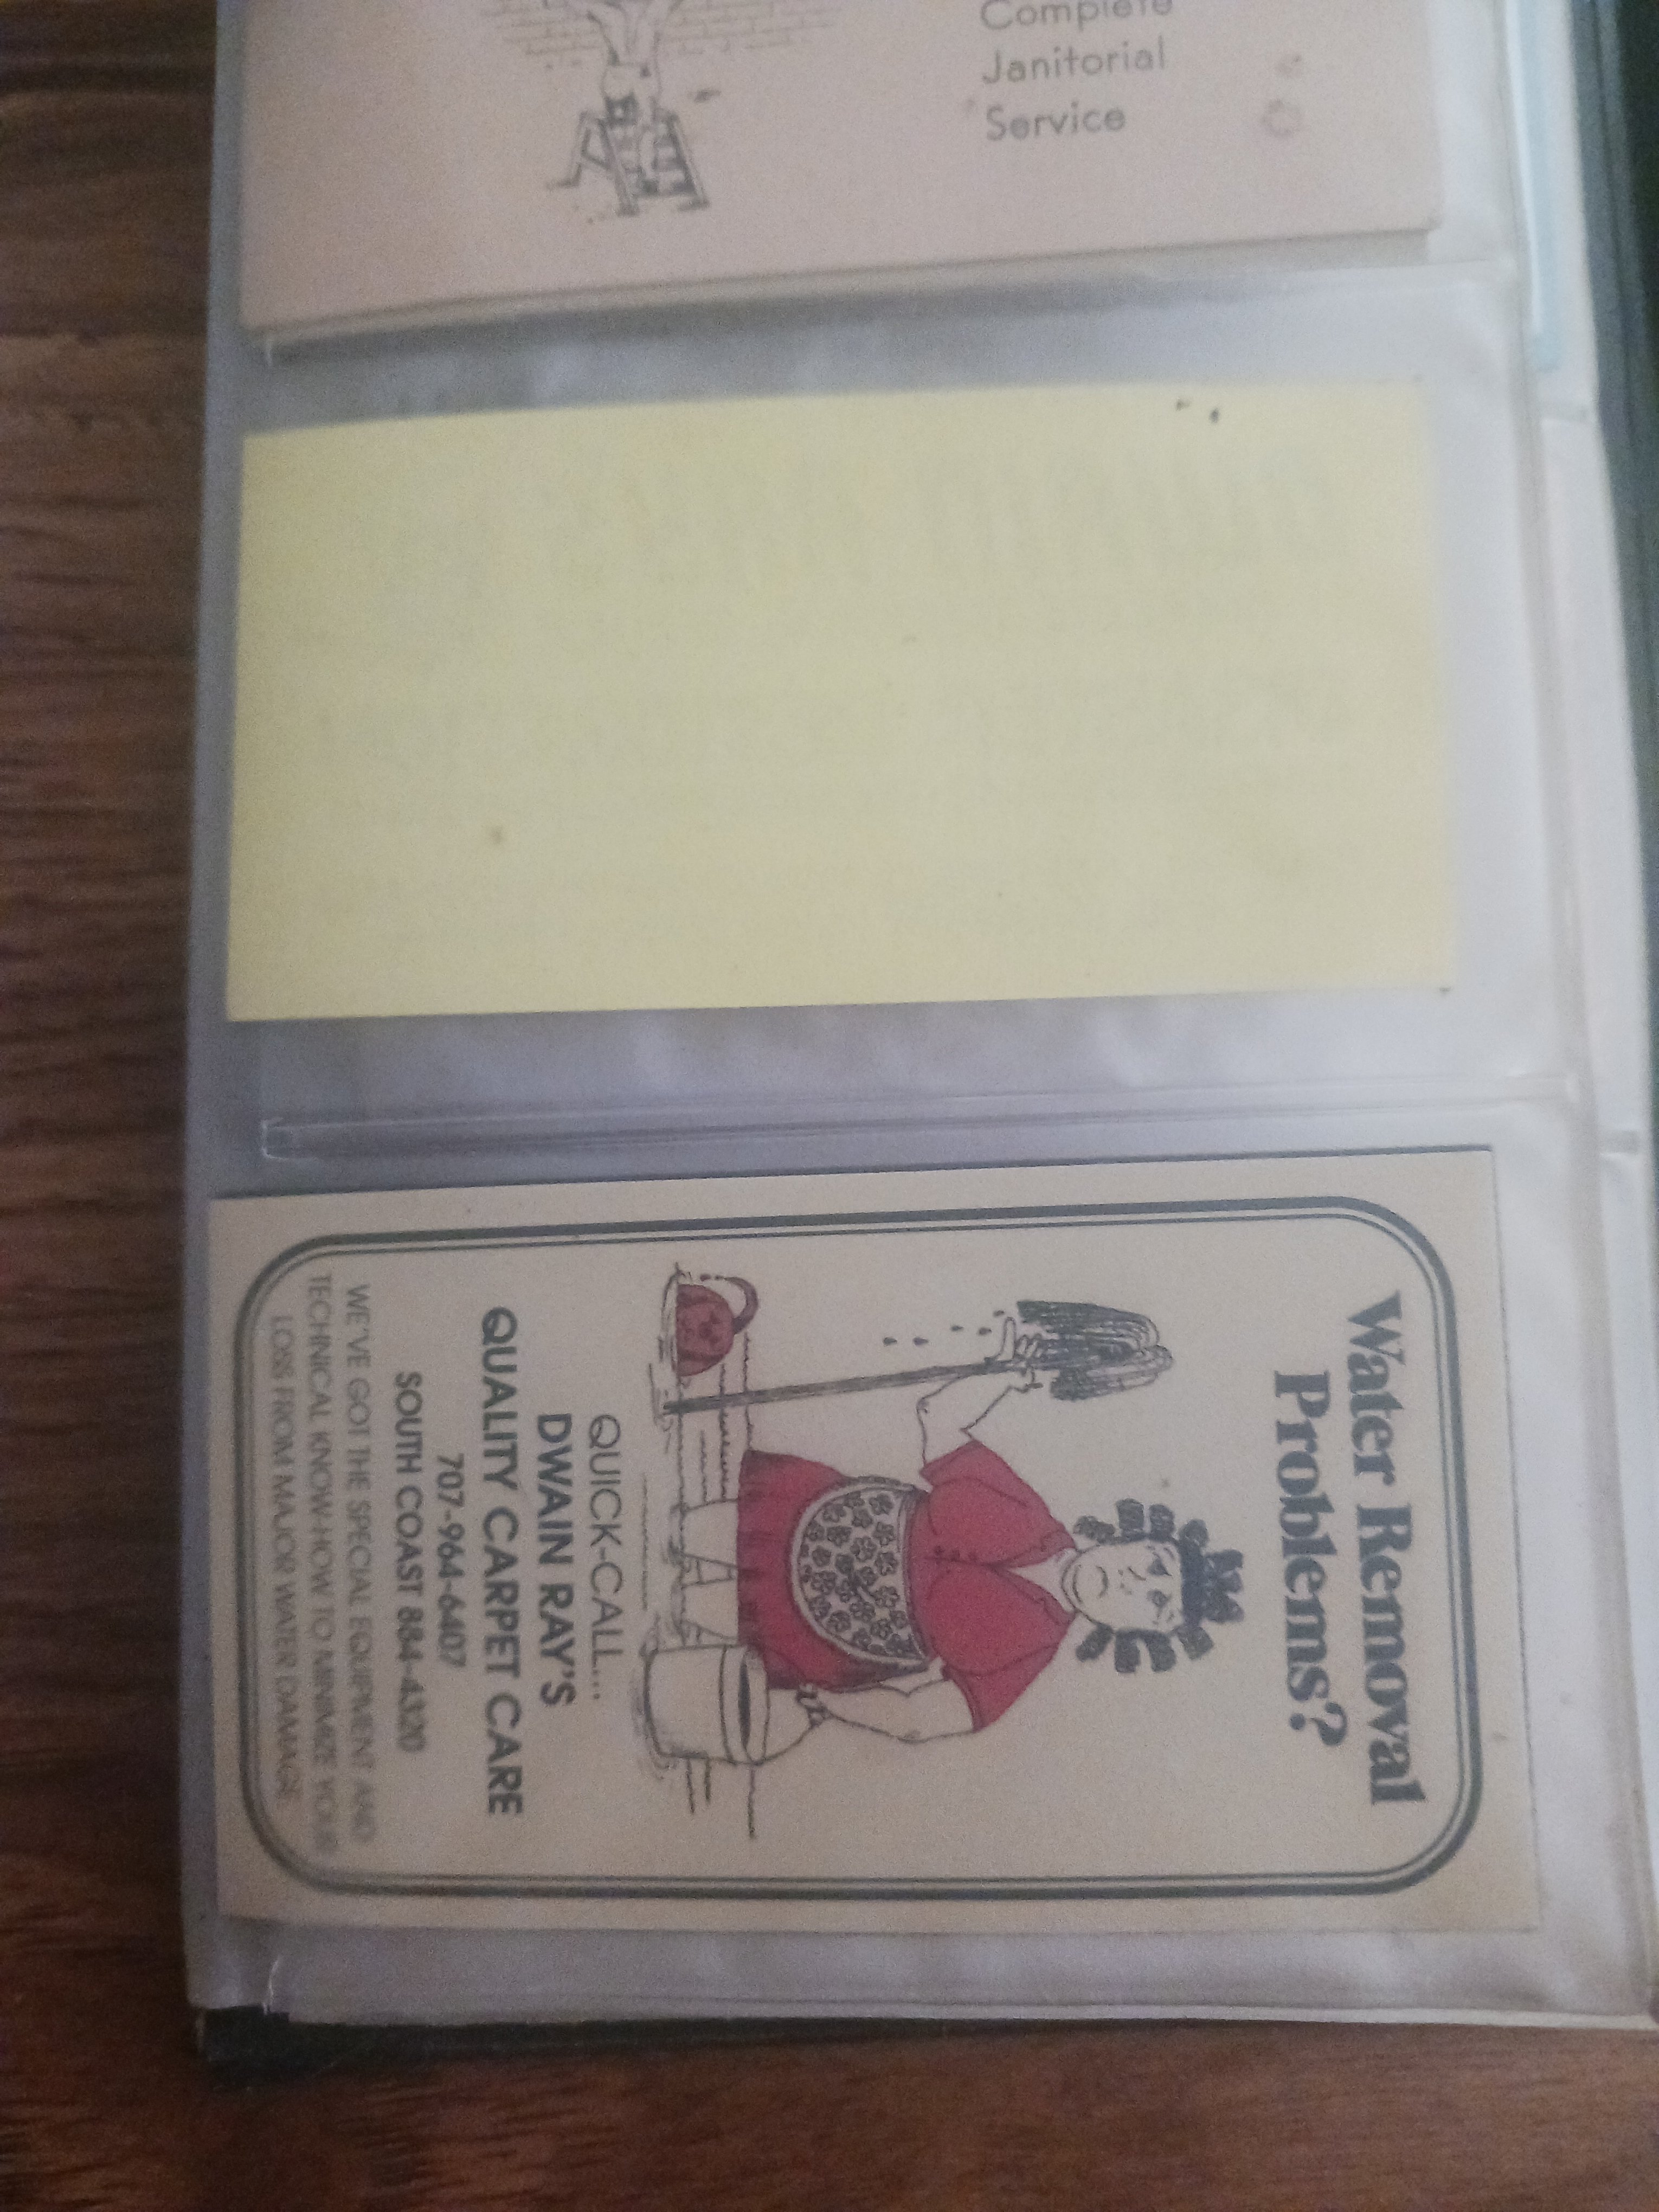 Complete
Janitorial
Service
Water Removal
Problems?
QUICK-CALL...
DWAIN RAY'S
QUALITY CARPET CARE
707-964-6407
SOUTH COAST 884-4320
WE'VE GOT THE SPECIAL EQUIPMENT AND
TECHNICAL KNOW-HOW TO MINIMIZE YOUR
LOSS FROM MAJOR WATER DAMAGE